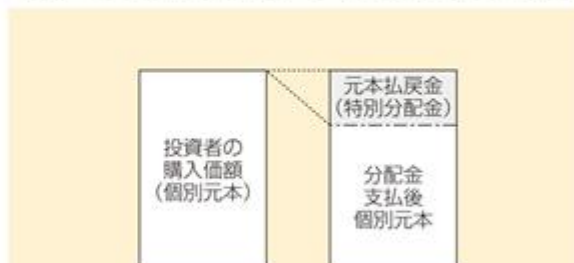 元本払戻金
(特別分配金)
投資者の
購入価額
(個別元本)
分配金
支払後
個別元本